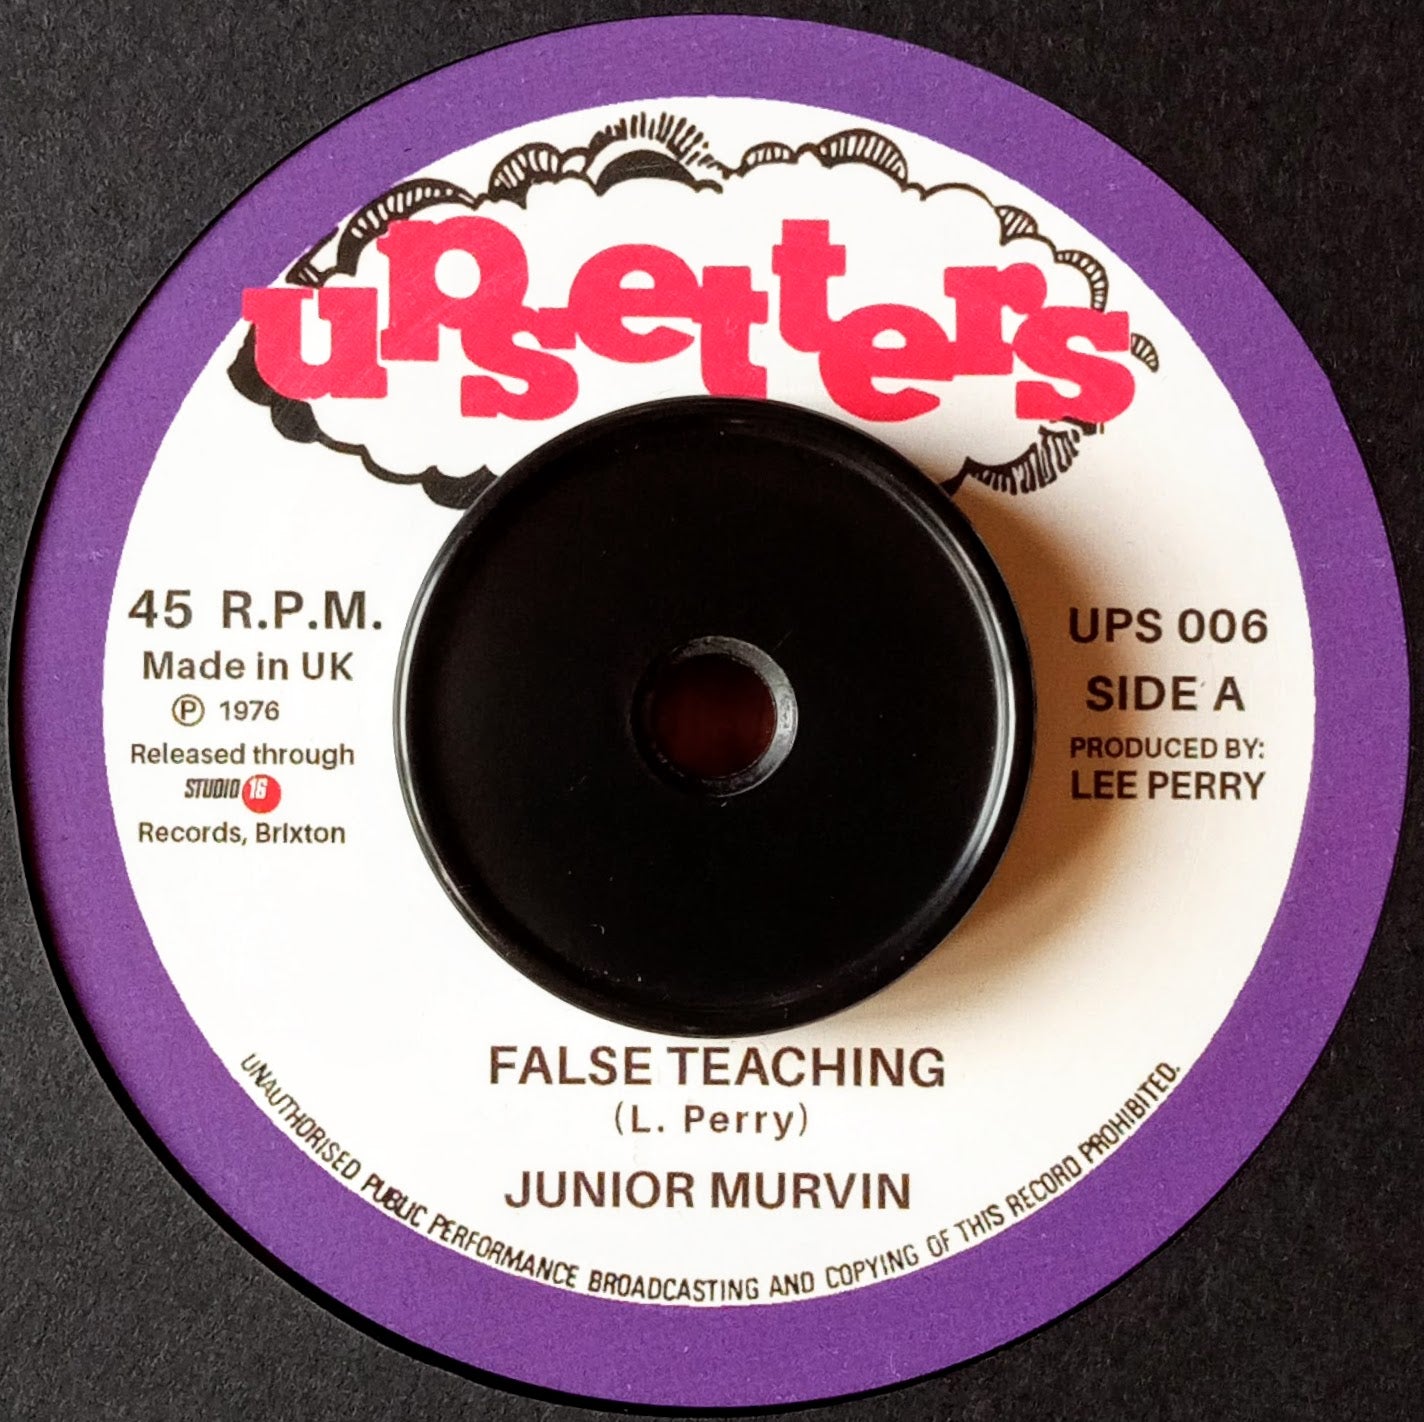 upsetters
45 R.P.M.
Made in UK
Ⓟ 1976
Released through
STUDIO 16
Records, Brixton
UPS 006
SIDE A
PRODUCED BY:
LEE PERRY
FALSE TEACHING
(L. Perry)
JUNIOR MURVIN
UNAUTHORISED PUBLIC PERFORMANCE BROADCASTING AND COPYING OF THIS RECORD PROHIBITED.